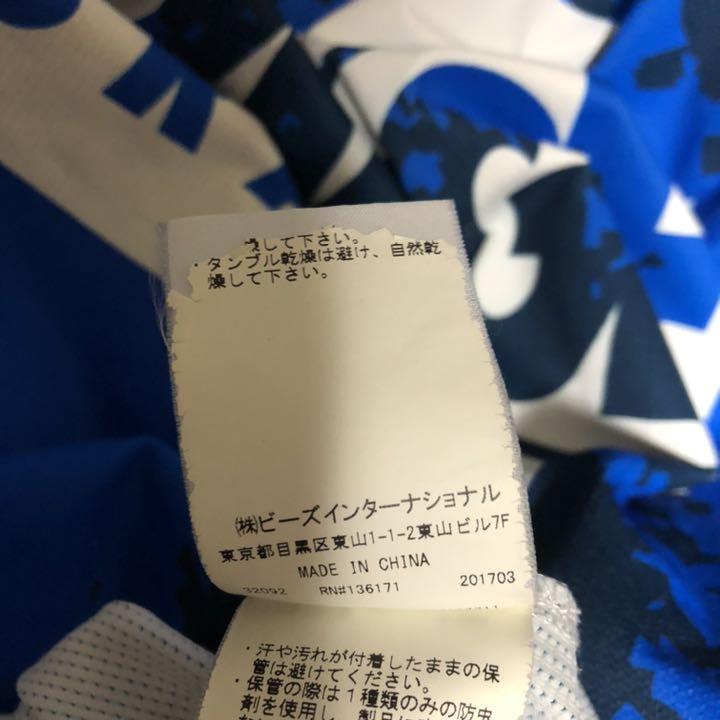 して下さい。
・タンブル乾燥は避け、自然乾
燥して下さい。
㈱ビーズインターナショナル
東京都目黒区東山1-1-2東山ビル7F
MADE IN CHINA
32092 RN#136171 201703
・汗や汚れが付着したままの保
管は避けてください。
・保管の際は1種類のみの防虫
剤を使用し、製品に